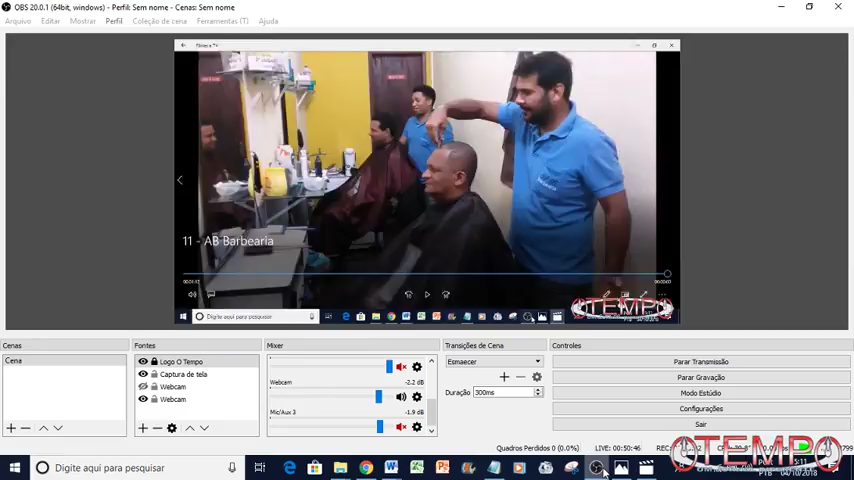 OBS 20.0.1 (64bit, windows) - Perfil: Sem nome - Cenas: Sem nome
Arquivo Editar Mostrar Perfil Coleção de cena Ferramentas (T) Ajuda
11 - AB Barbearia
Digite aqui para pesquisar
OTEMPO
Cenas
Cena
Fontes
Logo O Tempo
Captura de tela
Webcam
Webcam
Mixer
Webcam -2.2 dB
Mic/Aux 3 -1.9 dB
Transições de Cena
Esmaecer
Duração 300ms
Controles
Parar Transmissão
Parar Gravação
Modo Estúdio
Configurações
Sair
Quadros Perdidos 0 (0.0%) LIVE: 00:50:46
OTEMPO
Digite aqui para pesquisar
04/10/2018